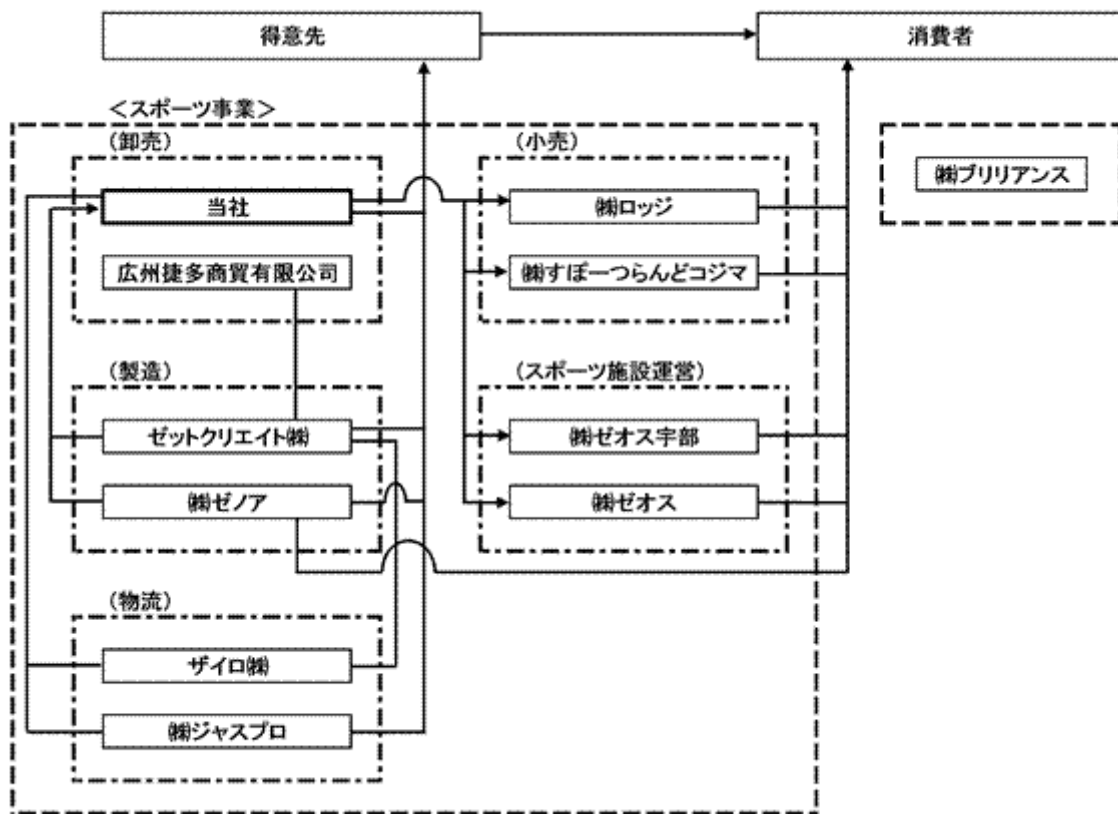 得意先
消費者
＜スポーツ事業＞
(卸売)
(小売)
当社
㈱ロッジ
㈱ブリリアンス
広州捷多商貿有限公司
㈱すぽーつらんどコジマ
(製造)
(スポーツ施設運営)
ゼットクリエイト㈱
㈱ゼオス宇部
㈱ゼノア
㈱ゼオス
(物流)
ザイロ㈱
㈱ジャスプロ